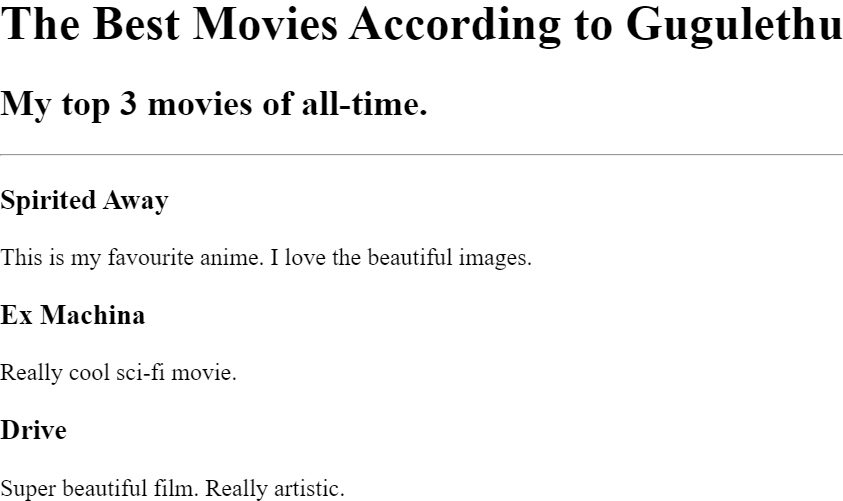 The Best Movies According to Gugulethu
My top 3 movies of all-time.
Spirited Away
This is my favourite anime. I love the beautiful images.
Ex Machina
Really cool sci-fi movie.
Drive
Super beautiful film. Really artistic.